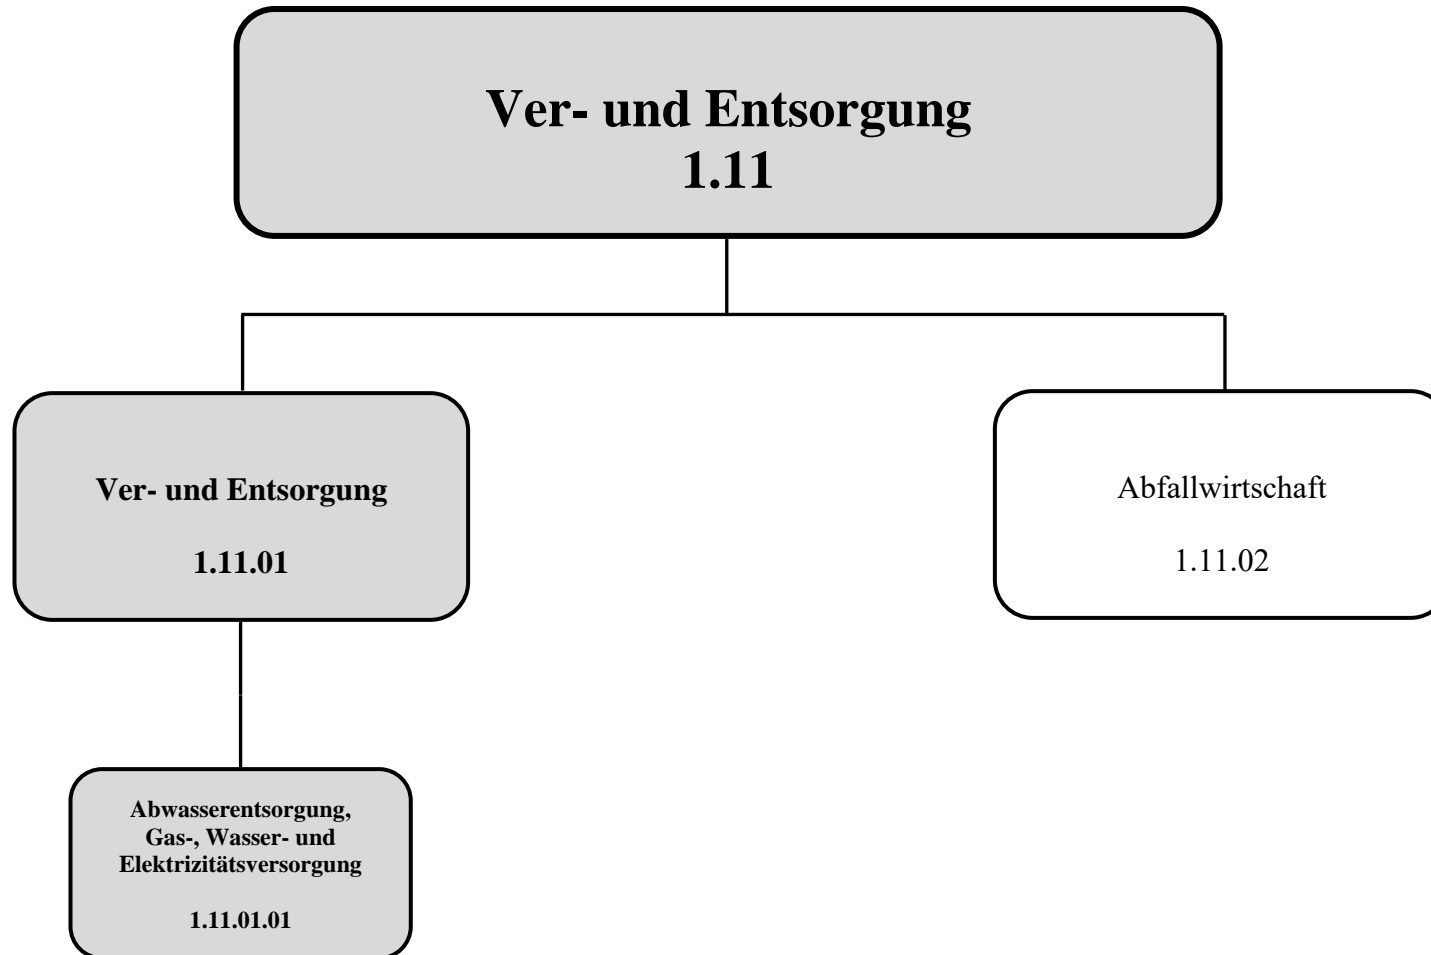 Ver- und Entsorgung
1.11
Ver- und Entsorgung
1.11.01
Abfallwirtschaft
1.11.02
Abwasserentsorgung,
Gas-, Wasser- und
Elektrizitätsversorgung
1.11.01.01